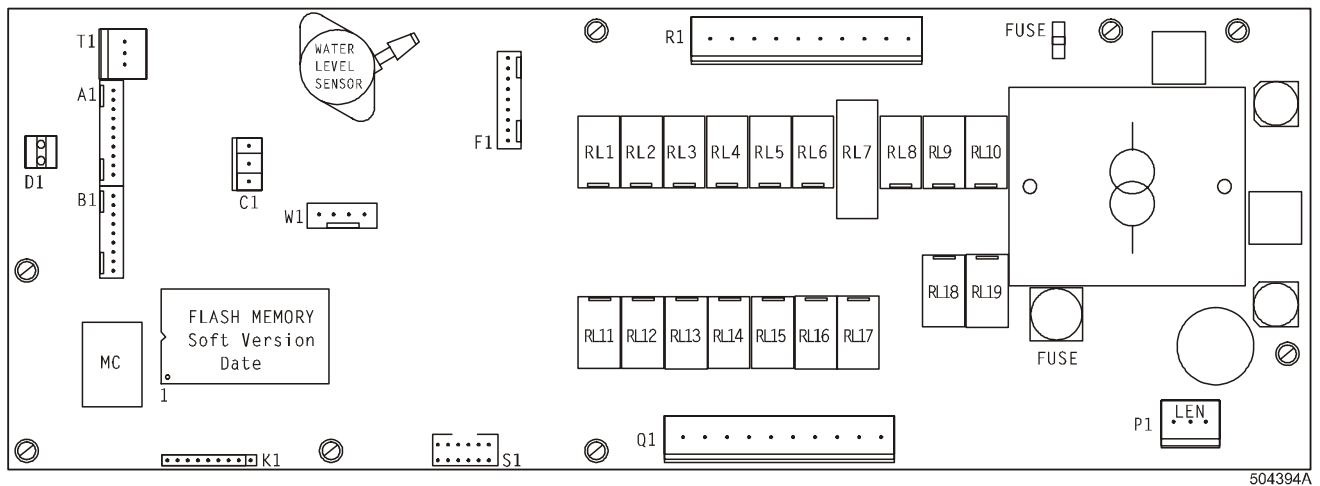 T1
WATER
LEVEL
SENSOR
R1
FUSE
A1
F1
D1
RL1 RL2 RL3 RL4 RL5 RL6 RL7 RL8 RL9 RL10
B1
C1
W1
RL18 RL19
FLASH MEMORY
Soft Version
Date
MC
RL11 RL12 RL13 RL14 RL15 RL16 RL17
FUSE
1
LEN
P1
Q1
K1
S1
504394A